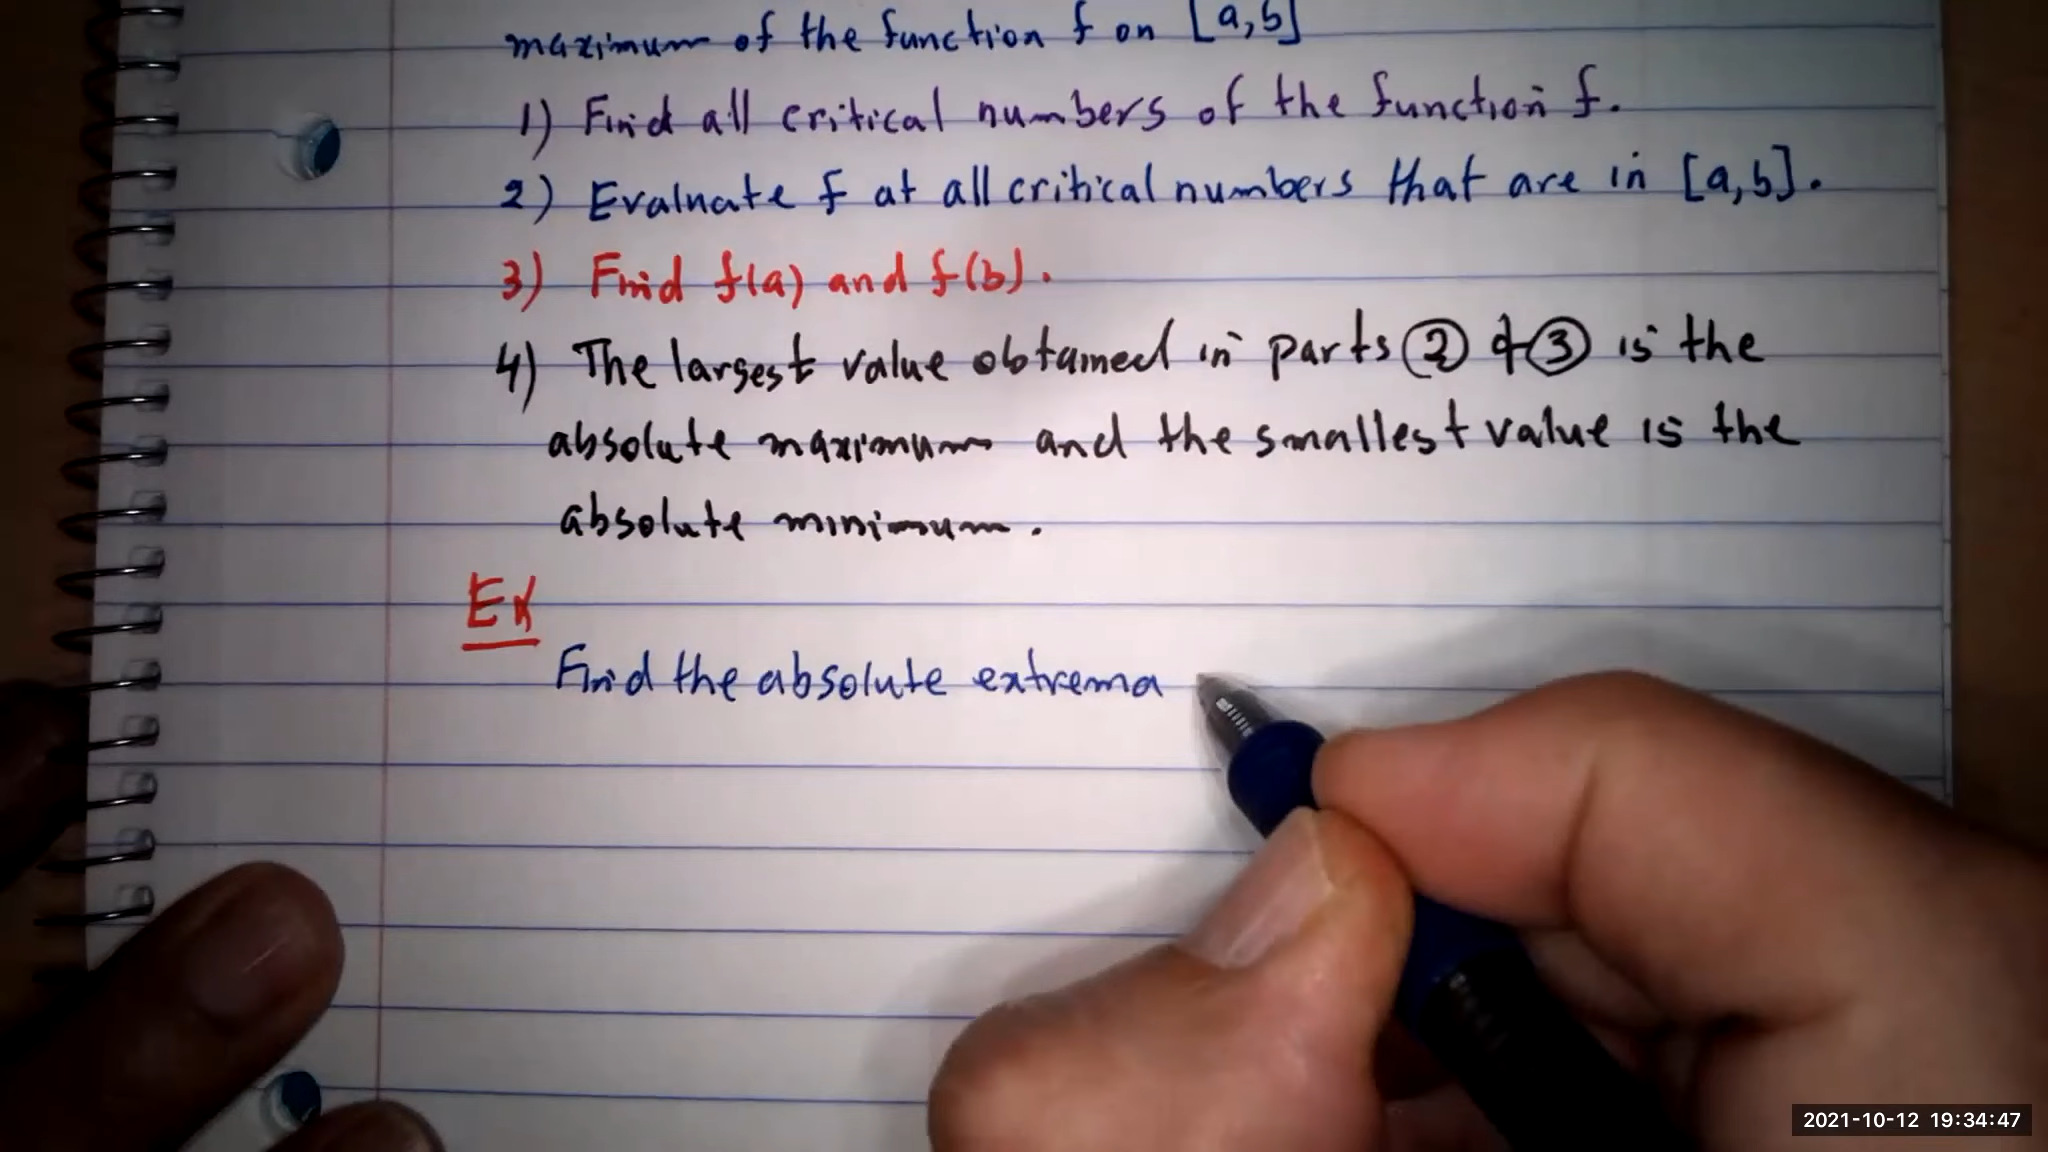 maximum of the function f on [a,b]
1) Find all critical numbers of the function f.
2) Evaluate f at all critical numbers that are in [a,b].
3) Find f(a) and f(b).
4) The largest value obtained in parts ② & ③ is the
absolute maximum and the smallest value is the
absolute minimum.
Ex
Find the absolute extrema
2021-10-12 19:34:47